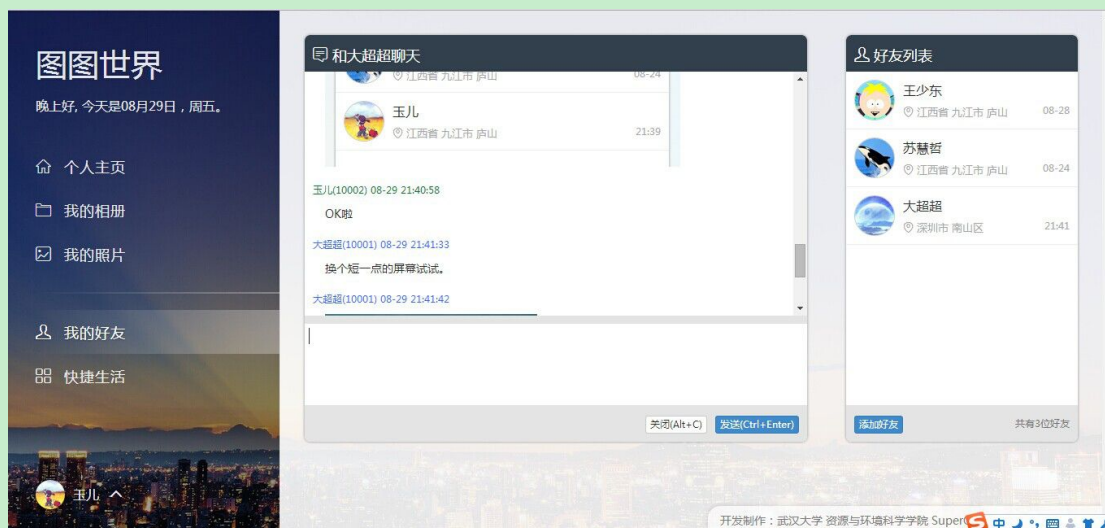 图图世界
晚上好, 今天是08月29日，周五。
个人主页
我的相册
我的照片
我的好友
快捷生活
玉儿
和大超超聊天
江西省 九江市 庐山 08-24
玉儿
江西省 九江市 庐山 21:39
玉儿(10002) 08-29 21:40:58
OK啦
大超超(10001) 08-29 21:41:33
换个短一点的屏幕试试。
大超超(10001) 08-29 21:41:42
关闭(Alt+C) 发送(Ctrl+Enter)
好友列表
王少东
江西省 九江市 庐山 08-28
苏慧哲
江西省 九江市 庐山 08-24
大超超
深圳市 南山区 21:41
添加好友 共有3位好友
开发制作：武汉大学 资源与环境科学学院 Super
中